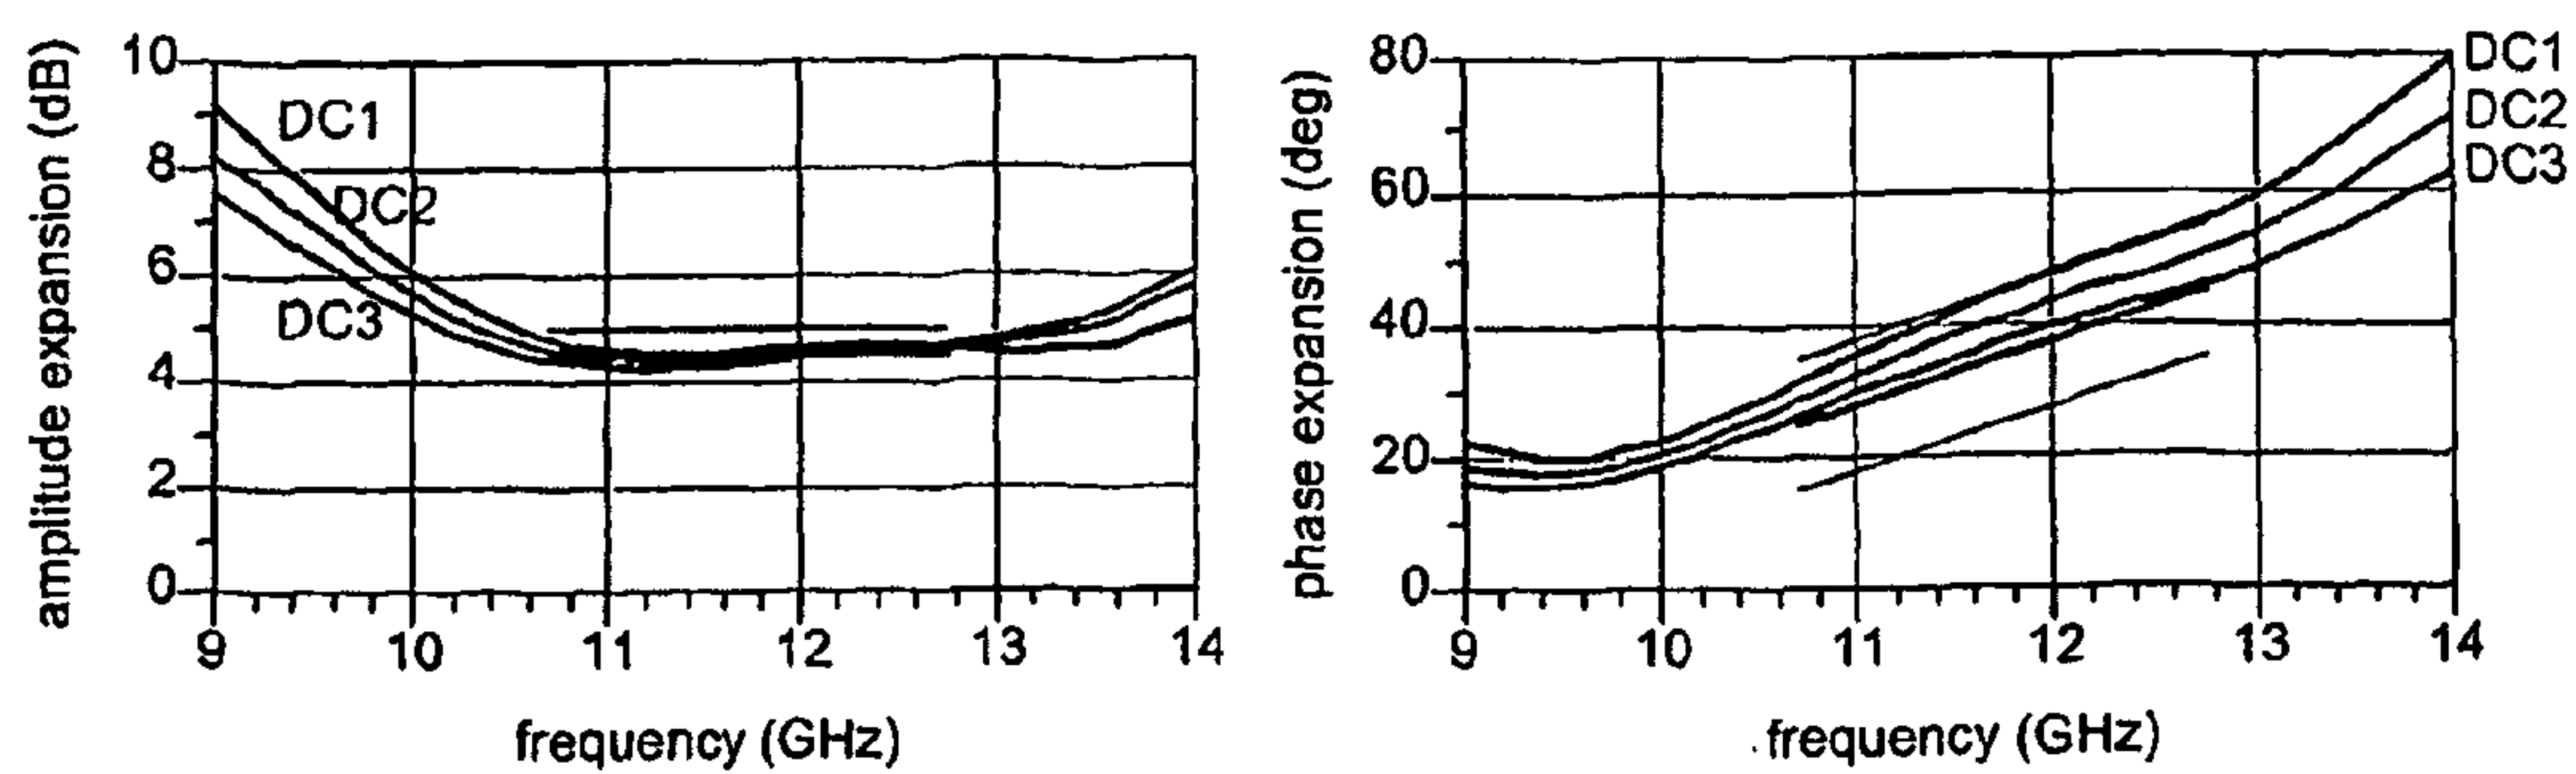 amplitude expansion (dB)
10
8
6
4
2
0
DC1
DC2
DC3
9 10 11 12 13 14
frequency (GHz)
phase expansion (deg)
80
60
40
20
0
DC1
DC2
DC3
9 10 11 12 13 14
frequency (GHz)